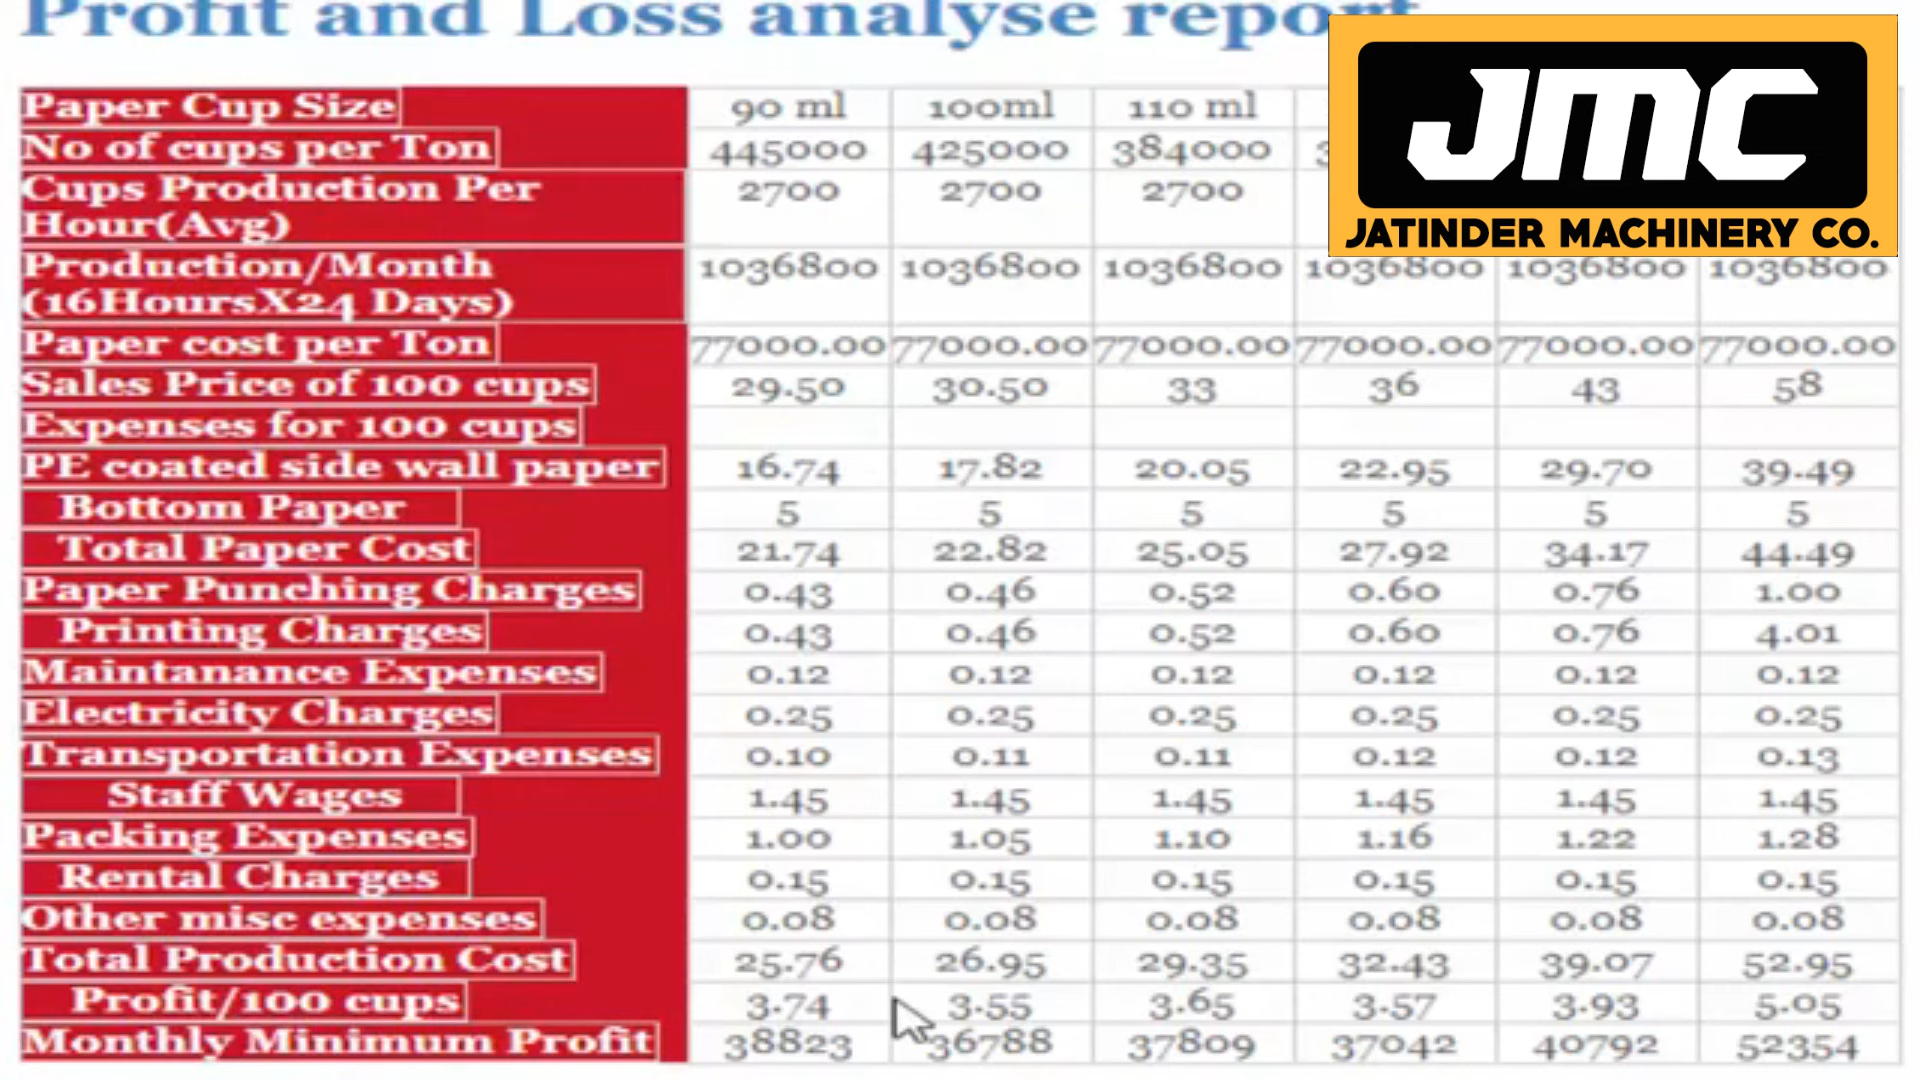 Profit and Loss analyse report
JMC
JATINDER MACHINERY CO.
Paper Cup Size 90 ml 100ml 110 ml
No of cups per Ton 445000 425000 384000
Cups Production Per Hour(Avg) 2700 2700 2700
Production/Month (16HoursX24 Days) 1036800 1036800 1036800 1036800 1036800 1036800
Paper cost per Ton 77000.00 77000.00 77000.00 77000.00 77000.00 77000.00
Sales Price of 100 cups 29.50 30.50 33 36 43 58
Expenses for 100 cups
PE coated side wall paper 16.74 17.82 20.05 22.95 29.70 39.49
Bottom Paper 5 5 5 5 5 5
Total Paper Cost 21.74 22.82 25.05 27.92 34.17 44.49
Paper Punching Charges 0.43 0.46 0.52 0.60 0.76 1.00
Printing Charges 0.43 0.46 0.52 0.60 0.76 4.01
Maintanance Expenses 0.12 0.12 0.12 0.12 0.12 0.12
Electricity Charges 0.25 0.25 0.25 0.25 0.25 0.25
Transportation Expenses 0.10 0.11 0.11 0.12 0.12 0.13
Staff Wages 1.45 1.45 1.45 1.45 1.45 1.45
Packing Expenses 1.00 1.05 1.10 1.16 1.22 1.28
Rental Charges 0.15 0.15 0.15 0.15 0.15 0.15
Other misc expenses 0.08 0.08 0.08 0.08 0.08 0.08
Total Production Cost 25.76 26.95 29.35 32.43 39.07 52.95
Profit/100 cups 3.74 3.55 3.65 3.57 3.93 5.05
Monthly Minimum Profit 38823 36788 37809 37042 40792 52354